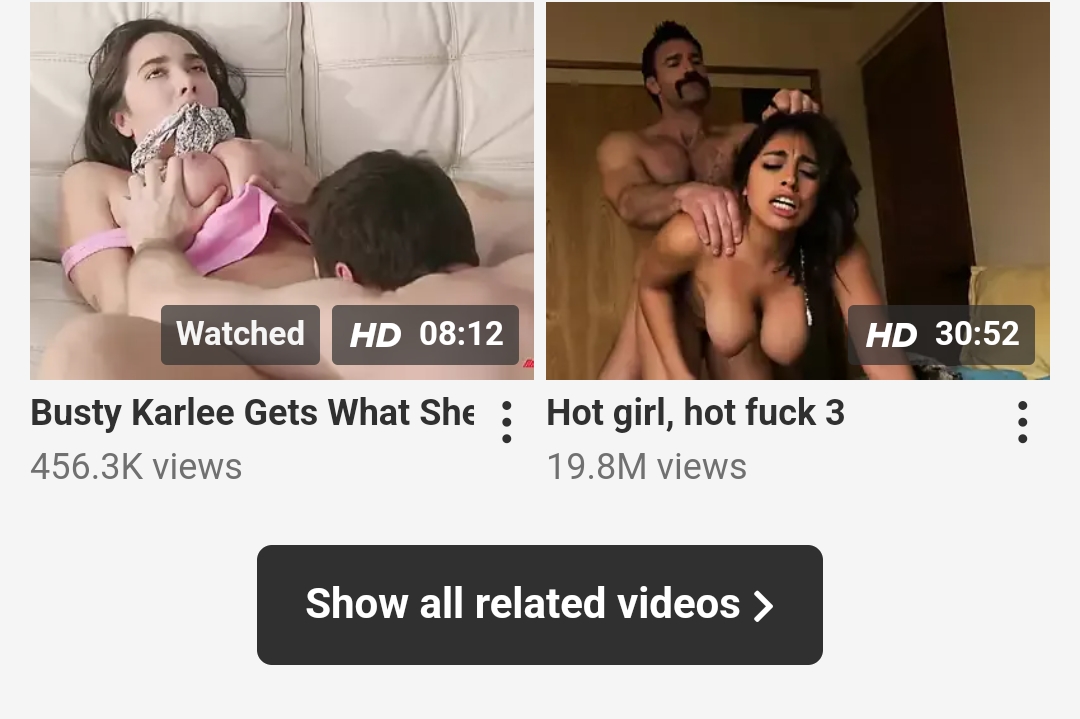 Watched
HD 08:12
HD 30:52
Busty Karlee Gets What She
Hot girl, hot fuck 3
456.3K views
19.8M views
Show all related videos